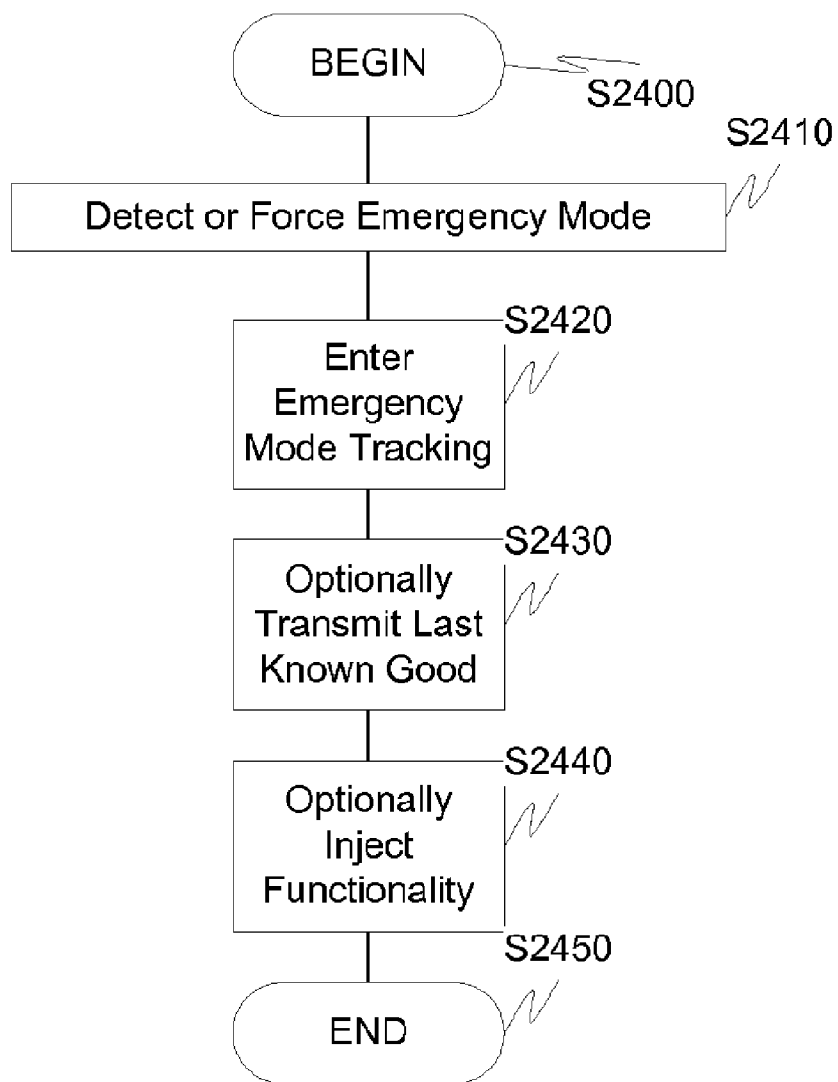 BEGIN
S2400
S2410
Detect or Force Emergency Mode
S2420
Enter
Emergency
Mode Tracking
S2430
Optionally
Transmit Last
Known Good
S2440
Optionally
Inject
Functionality
S2450
END